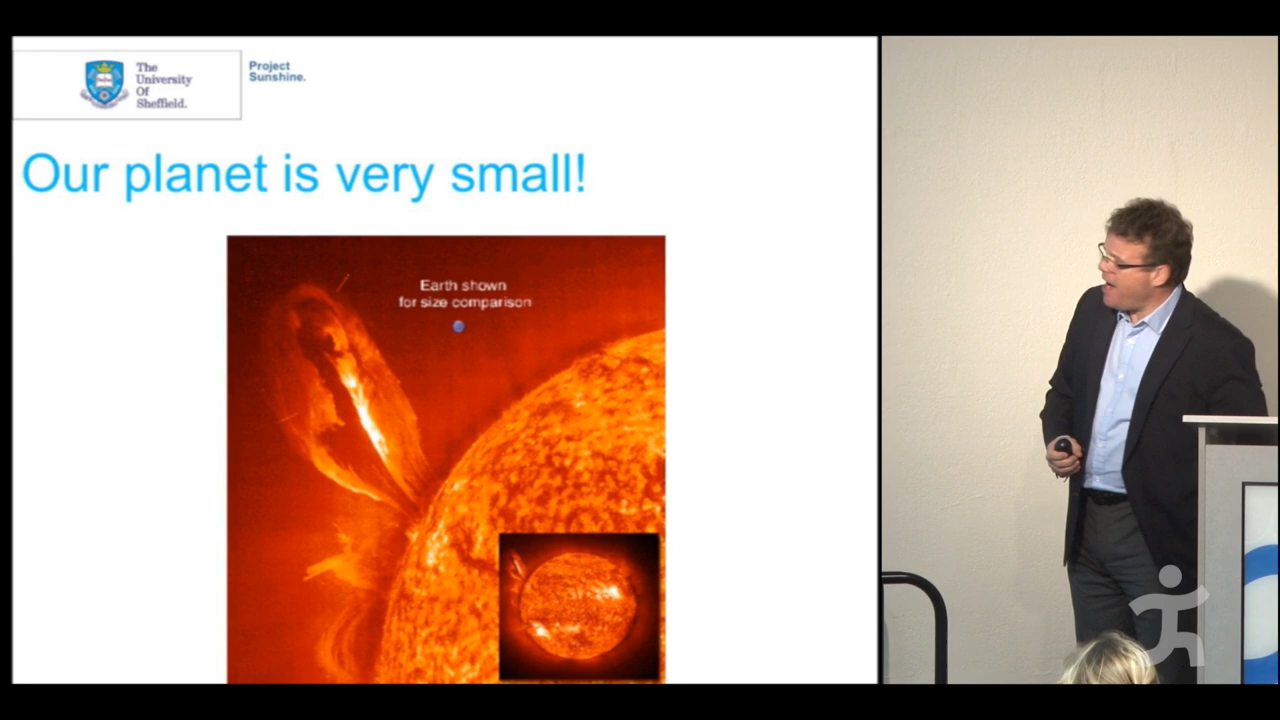 The
University
Of
Sheffield.
Project
Sunshine.
Our planet is very small!
Earth shown
for size comparison